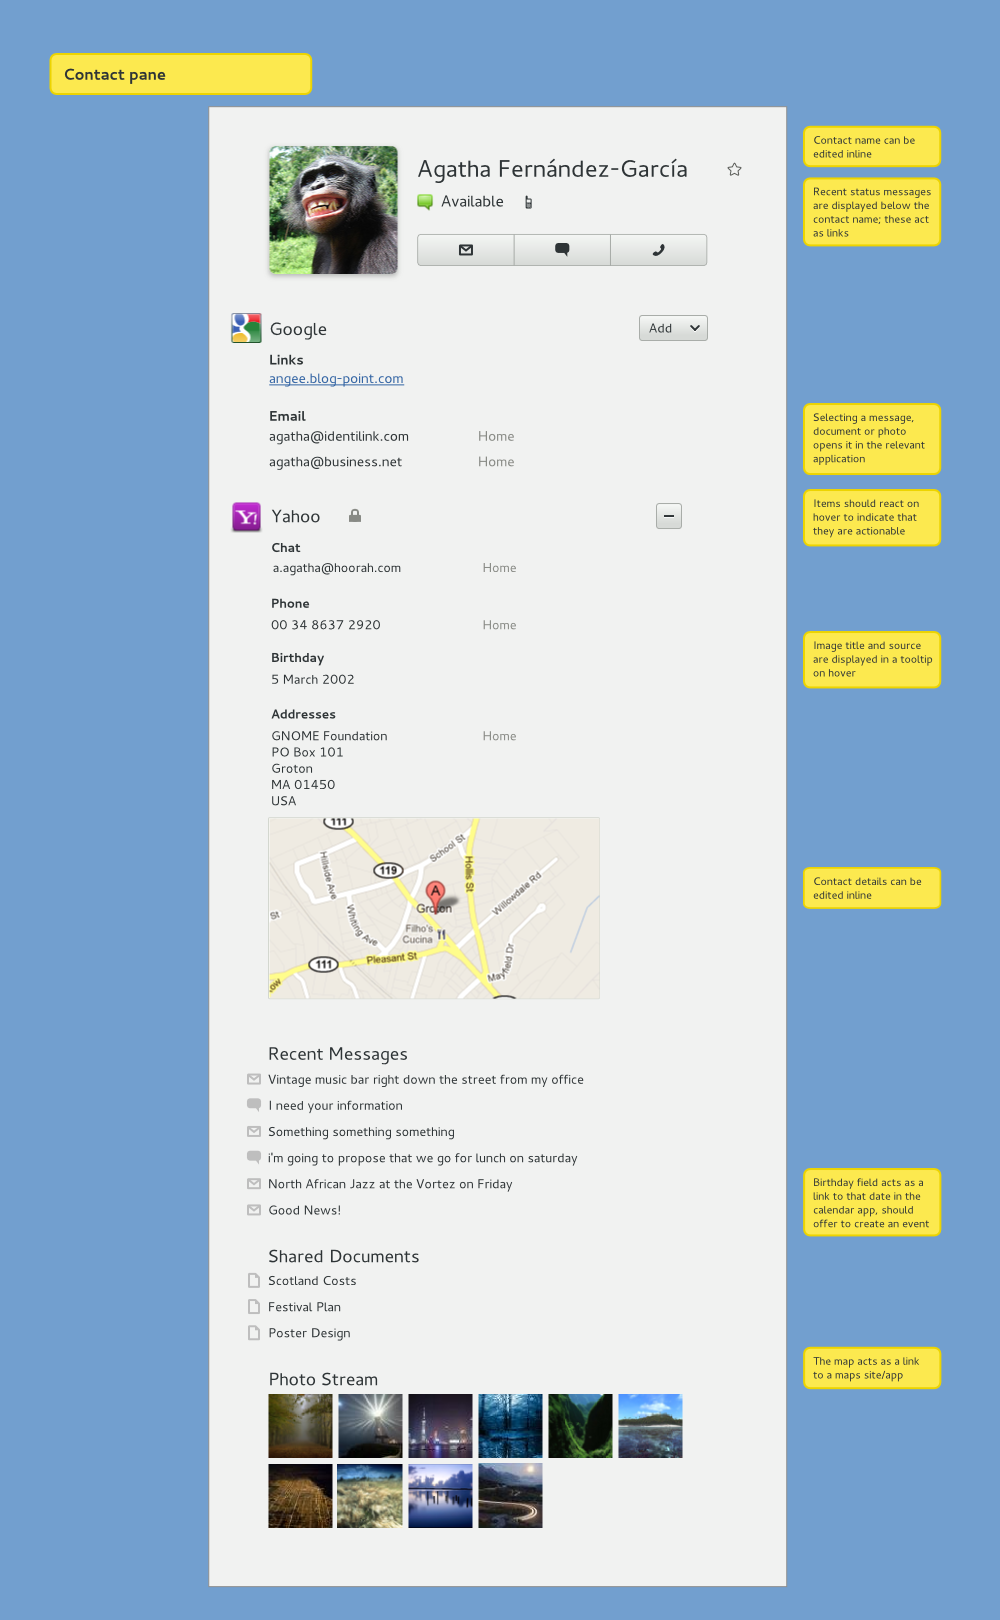 Contact pane
Contact name can be
edited inline
Agatha Fernández-García
Available
Recent status messages
are displayed below the
contact name; these act
as links
Google
Add
Links
angee.blog-point.com
Email
agatha@identilink.com Home
agatha@business.net Home
Selecting a message,
document or photo
opens it in the relevant
application
Y!
Yahoo
Items should react on
hover to indicate that
they are actionable
Chat
a.agatha@hoorah.com Home
Phone
00 34 8637 2920 Home
Birthday
5 March 2002
Image title and source
are displayed in a tooltip
on hover
Addresses
GNOME Foundation Home
PO Box 101
Groton
MA 01450
USA
111
School St
Hillside Ave
119
Hollis St
A
Willowdale Rd
Groton
St
Whiting Ave
Filho's
Cucina
Pleasant St
111
Mayfield Dr
ow
Contact details can be
edited inline
Recent Messages
Vintage music bar right down the street from my office
I need your information
Something something something
i'm going to propose that we go for lunch on saturday
North African Jazz at the Vortez on Friday
Good News!
Birthday field acts as a
link to that date in the
calendar app, should
offer to create an event
Shared Documents
Scotland Costs
Festival Plan
Poster Design
The map acts as a link
to a maps site/app
Photo Stream